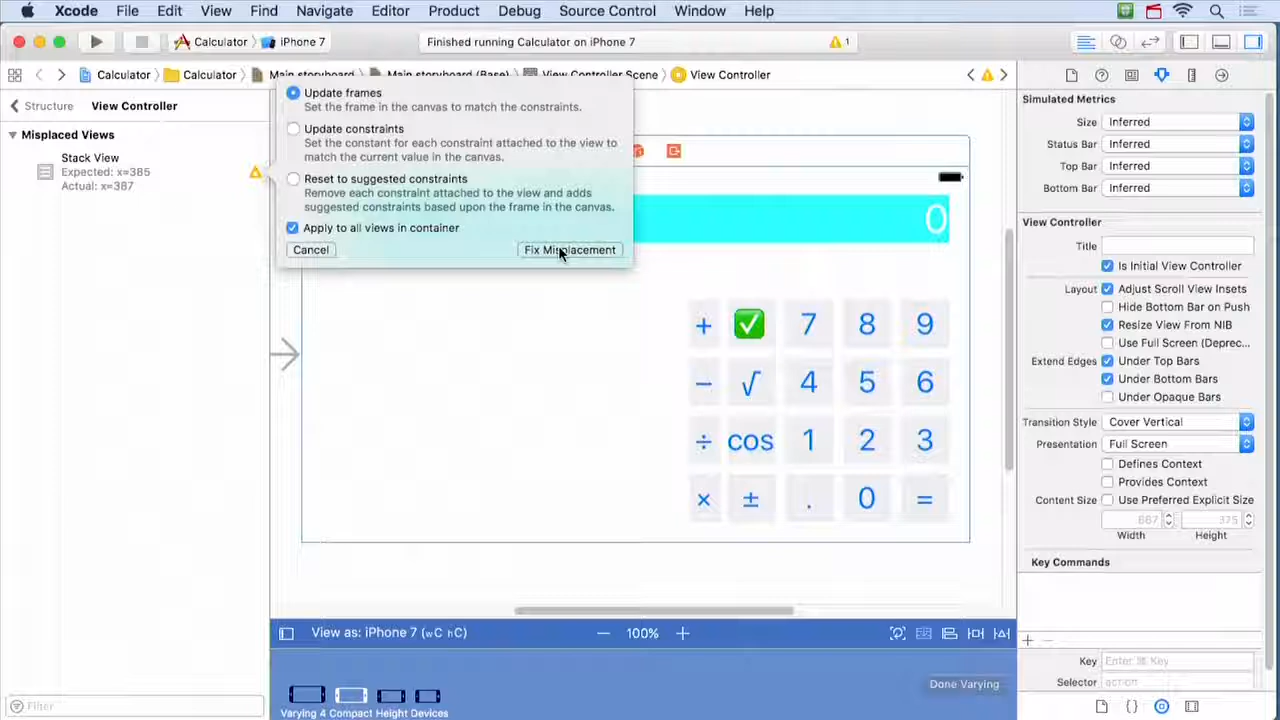 Xcode File Edit View Find Navigate Editor Product Debug Source Control Window Help
Calculator iPhone 7 Finished running Calculator on iPhone 7 1
Calculator Calculator Main.storyboard Main.storyboard (Base) View Controller Scene View Controller
Structure View Controller
Misplaced Views
Stack View
Expected: x=385
Actual: x=387
Filter
Update frames
Set the frame in the canvas to match the constraints.
Update constraints
Set the constant for each constraint attached to the view to
match the current value in the canvas.
Reset to suggested constraints
Remove each constraint attached to the view and adds
suggested constraints based upon the frame in the canvas.
Apply to all views in container
Cancel Fix Misplacement
0
+ ✅ 7 8 9
− √ 4 5 6
÷ cos 1 2 3
× ± . 0 =
View as: iPhone 7 (wC hC) — 100% +
Done Varying
Varying 4 Compact Height Devices
Simulated Metrics
Size Inferred
Status Bar Inferred
Top Bar Inferred
Bottom Bar Inferred
View Controller
Title
Is Initial View Controller
Layout Adjust Scroll View Insets
Hide Bottom Bar on Push
Resize View From NIB
Use Full Screen (Deprec...
Extend Edges Under Top Bars
Under Bottom Bars
Under Opaque Bars
Transition Style Cover Vertical
Presentation Full Screen
Defines Context
Provides Context
Content Size Use Preferred Explicit Size
667 375
Width Height
Key Commands
+ −
Key Enter ⌘ Key
Selector action